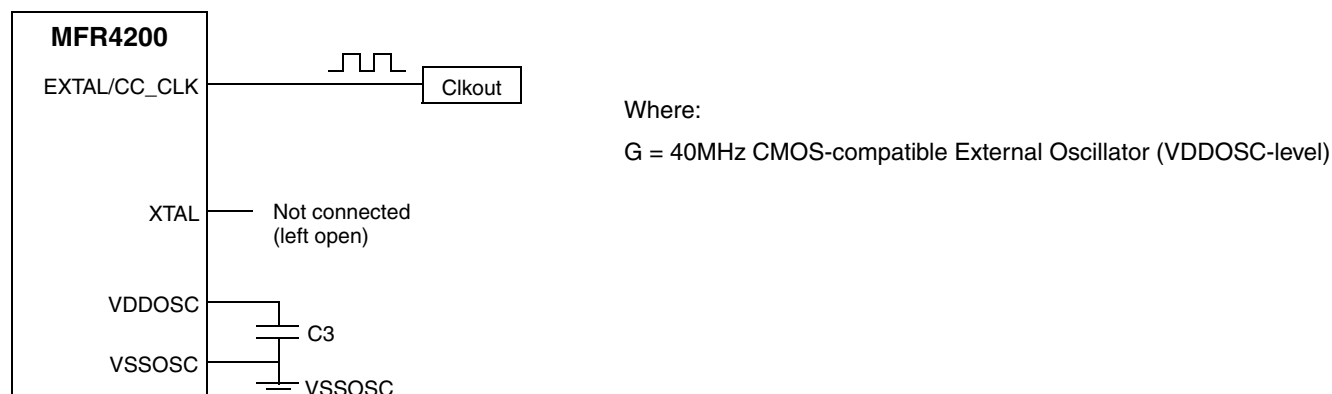 MFR4200
EXTAL/CC_CLK
Clkout
Where:
G = 40MHz CMOS-compatible External Oscillator (VDDOSC-level)
XTAL
Not connected
(left open)
VDDOSC
C3
VSSOSC
VSSOSC